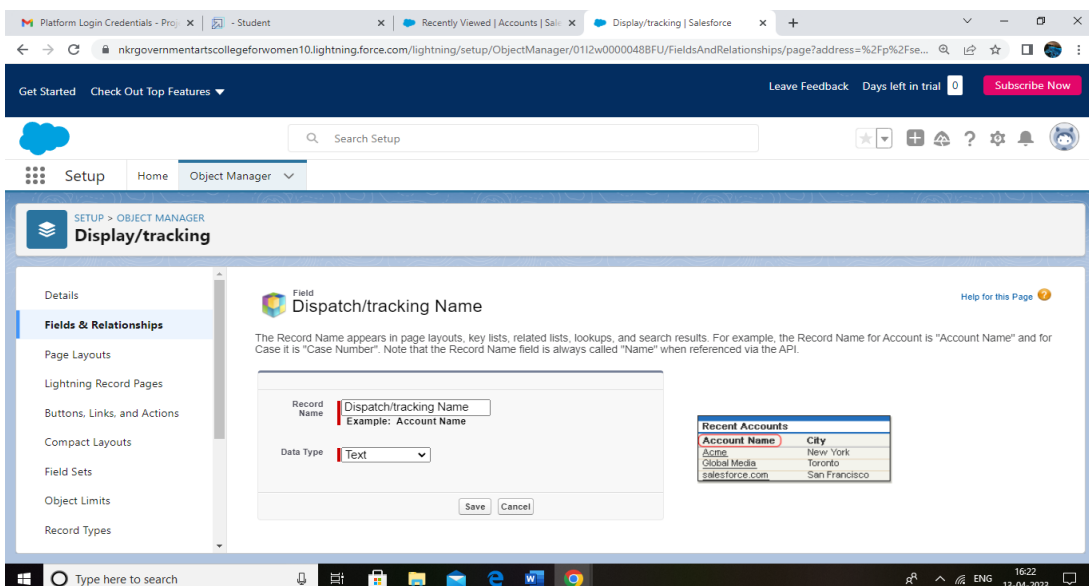 Platform Login Credentials - Proj
- Student
Recently Viewed | Accounts | Sale
Display/tracking | Salesforce
nkrgovernmentartscollegeforwomen10.lightning.force.com/lightning/setup/ObjectManager/01I2w0000048BFU/FieldsAndRelationships/page?address=%2Fp%2Fse...
Get Started Check Out Top Features
Leave Feedback Days left in trial 0 Subscribe Now
Search Setup
Setup Home Object Manager
SETUP > OBJECT MANAGER
Display/tracking
Details
Fields & Relationships
Page Layouts
Lightning Record Pages
Buttons, Links, and Actions
Compact Layouts
Field Sets
Object Limits
Record Types
Field
Dispatch/tracking Name
Help for this Page
The Record Name appears in page layouts, key lists, related lists, lookups, and search results. For example, the Record Name for Account is "Account Name" and for
Case it is "Case Number". Note that the Record Name field is always called "Name" when referenced via the API.
Record
Name
Dispatch/tracking Name
Example: Account Name
Data Type Text
Save Cancel
Recent Accounts
Account Name City
Acme New York
Global Media Toronto
salesforce.com San Francisco
Type here to search
ENG
16:22
13-04-2023